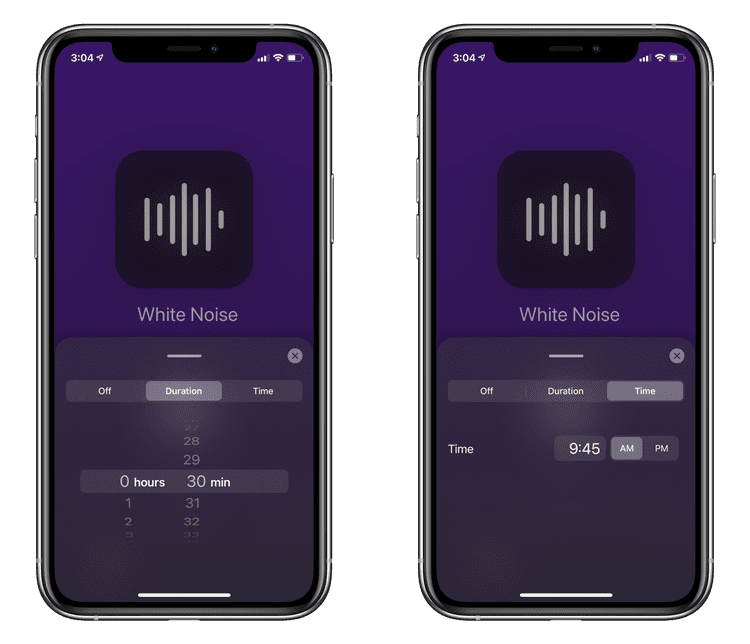 3:04
White Noise
Off Duration Time
27
28
29
0 hours 30 min
1 31
2 32
3 33
3:04
White Noise
Off Duration Time
Time 9:45 AM PM